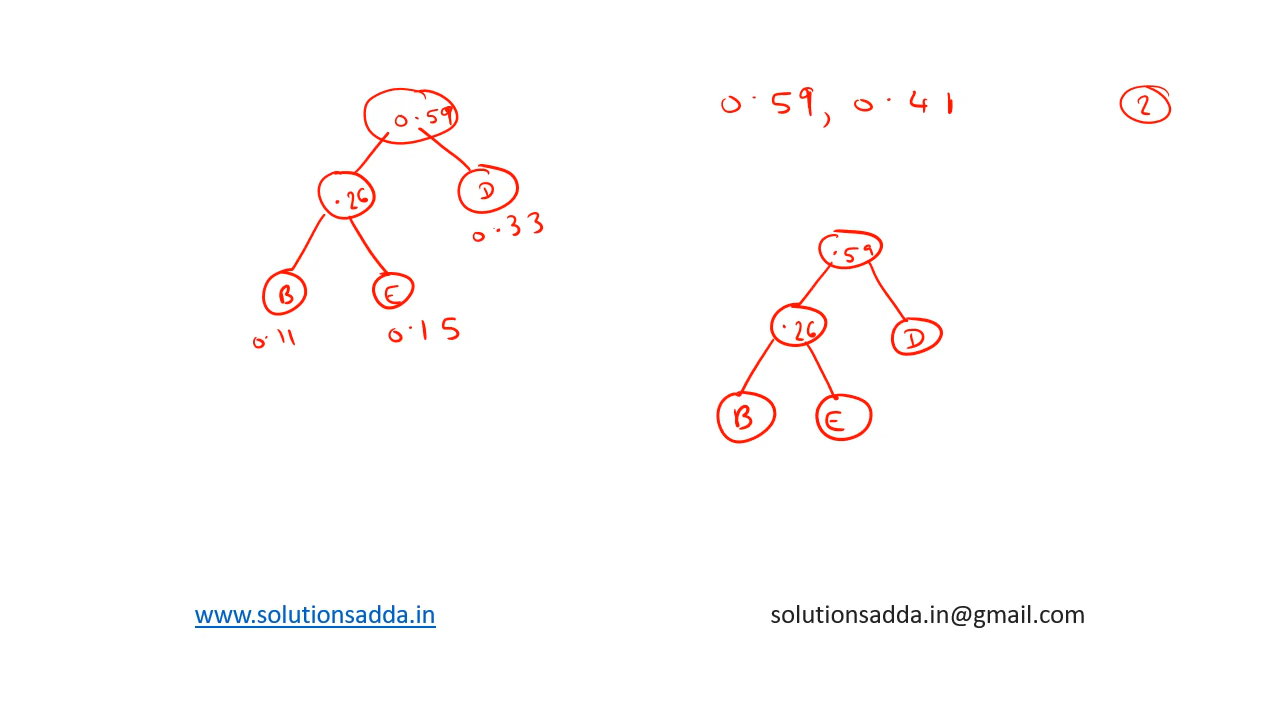 0.59, 0.41
2
0.59
.26
D
0.33
B
E
0.11
0.15
.59
.26
D
B
E
www.solutionsadda.in
solutionsadda.in@gmail.com